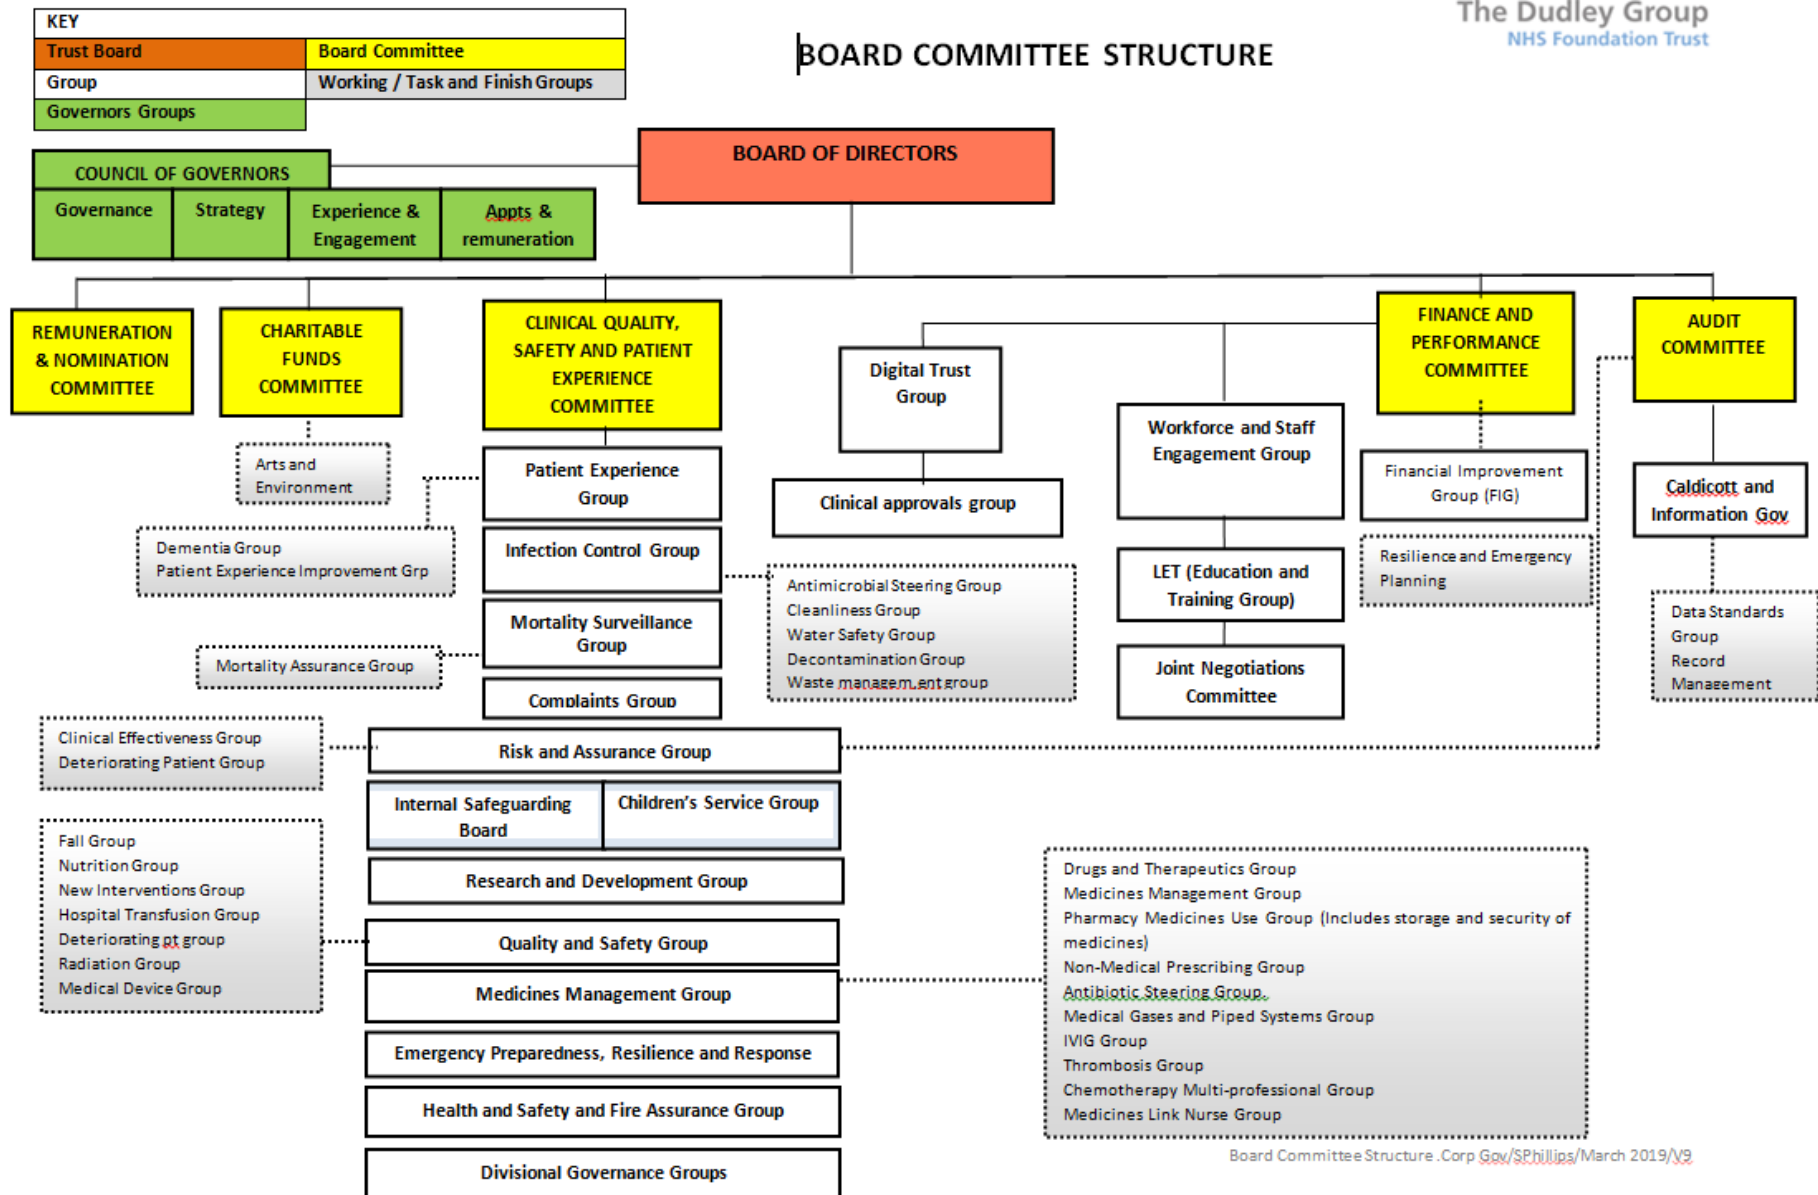 The Dudley Group
NHS Foundation Trust
KEY
Trust Board
Board Committee
Group
Working / Task and Finish Groups
Governors Groups
BOARD COMMITTEE STRUCTURE
BOARD OF DIRECTORS
COUNCIL OF GOVERNORS
Governance
Strategy
Experience &
Engagement
Appts &
remuneration
REMUNERATION
& NOMINATION
COMMITTEE
CHARITABLE
FUNDS
COMMITTEE
CLINICAL QUALITY,
SAFETY AND PATIENT
EXPERIENCE
COMMITTEE
FINANCE AND
PERFORMANCE
COMMITTEE
AUDIT
COMMITTEE
Digital Trust
Group
Clinical approvals group
Workforce and Staff
Engagement Group
LET (Education and
Training Group)
Joint Negotiations
Committee
Financial Improvement
Group (FIG)
Resilience and Emergency
Planning
Caldicott and
Information Gov
Data Standards
Group
Record
Management
Arts and
Environment
Patient Experience
Group
Dementia Group
Patient Experience Improvement Grp
Infection Control Group
Antimicrobial Steering Group
Cleanliness Group
Water Safety Group
Decontamination Group
Waste managem,ent group
Mortality Surveillance
Group
Mortality Assurance Group
Complaints Group
Clinical Effectiveness Group
Deteriorating Patient Group
Risk and Assurance Group
Internal Safeguarding
Board
Children's Service Group
Research and Development Group
Fall Group
Nutrition Group
New Interventions Group
Hospital Transfusion Group
Deteriorating pt group
Radiation Group
Medical Device Group
Quality and Safety Group
Medicines Management Group
Drugs and Therapeutics Group
Medicines Management Group
Pharmacy Medicines Use Group (Includes storage and security of
medicines)
Non-Medical Prescribing Group
Antibiotic Steering Group.
Medical Gases and Piped Systems Group
IVIG Group
Thrombosis Group
Chemotherapy Multi-professional Group
Medicines Link Nurse Group
Emergency Preparedness, Resilience and Response
Health and Safety and Fire Assurance Group
Divisional Governance Groups
Board Committee Structure .Corp Gov/SPhillips/March 2019/V9